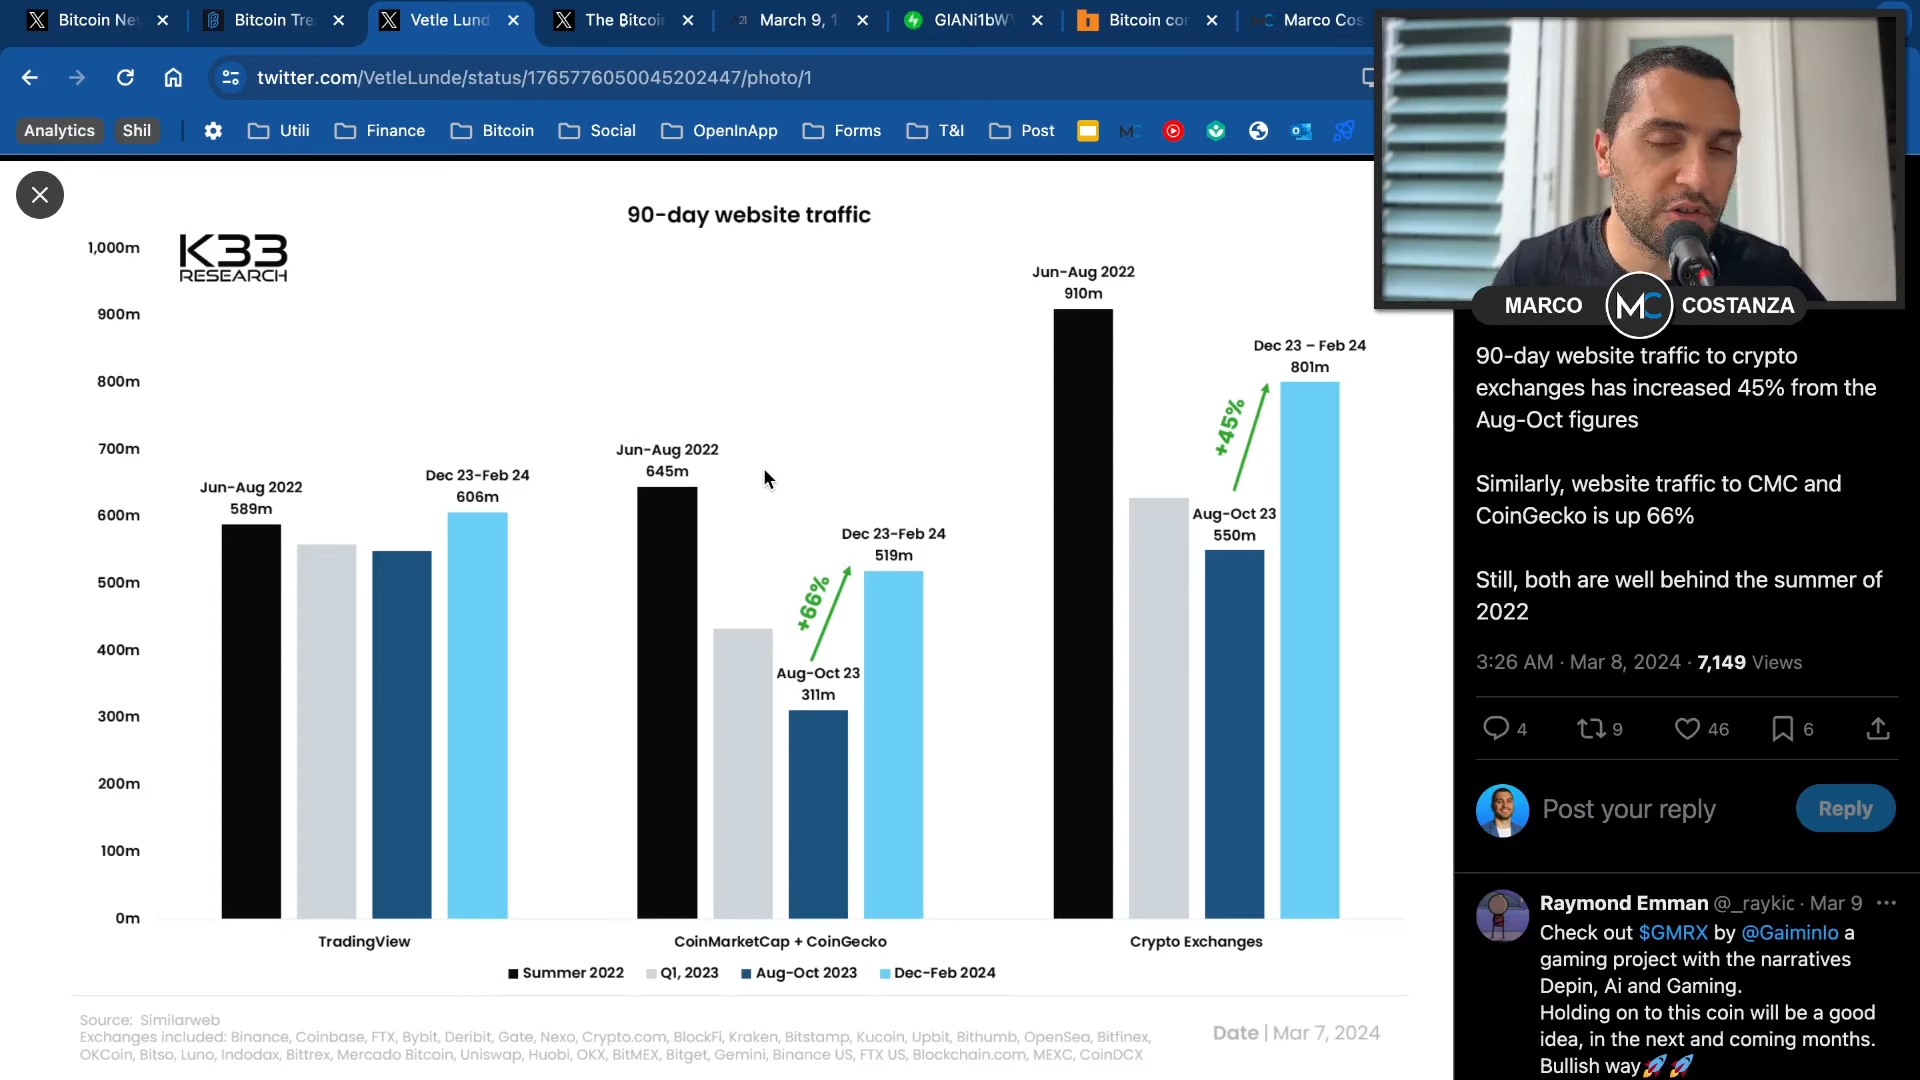 Bitcoin Ne
Bitcoin Tre
Vetle Lund
The ₿itcoi
March 9, 1
GIANi1bW
Bitcoin cor
Marco Cos
twitter.com/VetleLunde/status/1765776050045202447/photo/1
Analytics
Shil
Utili
Finance
Bitcoin
Social
OpenInApp
Forms
T&I
Post
MC
90-day website traffic
K33
RESEARCH
1,000m
900m
800m
700m
600m
500m
400m
300m
200m
100m
0m
Jun-Aug 2022
589m
Dec 23-Feb 24
606m
Jun-Aug 2022
645m
+66%
Aug-Oct 23
311m
Dec 23-Feb 24
519m
Jun-Aug 2022
910m
+45%
Aug-Oct 23
550m
Dec 23 – Feb 24
801m
TradingView
CoinMarketCap + CoinGecko
Crypto Exchanges
Summer 2022
Q1, 2023
Aug-Oct 2023
Dec-Feb 2024
Source: Similarweb
Exchanges included: Binance, Coinbase, FTX, Bybit, Deribit, Gate, Nexo, Crypto.com, BlockFi, Kraken, Bitstamp, Kucoin, Upbit, Bithumb, OpenSea, Bitfinex,
OKCoin, Bitso, Luno, Indodax, Bittrex, Mercado Bitcoin, Uniswap, Huobi, OKX, BitMEX, Bitget, Gemini, Binance US, FTX US, Blockchain.com, MEXC, CoinDCX
Date | Mar 7, 2024
MARCO MC COSTANZA
90-day website traffic to crypto
exchanges has increased 45% from the
Aug-Oct figures
Similarly, website traffic to CMC and
CoinGecko is up 66%
Still, both are well behind the summer of
2022
3:26 AM · Mar 8, 2024 · 7,149 Views
4
9
46
6
Post your reply
Reply
Raymond Emman @_raykic · Mar 9
Check out $GMRX by @GaiminIo a
gaming project with the narratives
Depin, Ai and Gaming.
Holding on to this coin will be a good
idea, in the next and coming months.
Bullish way🚀🚀